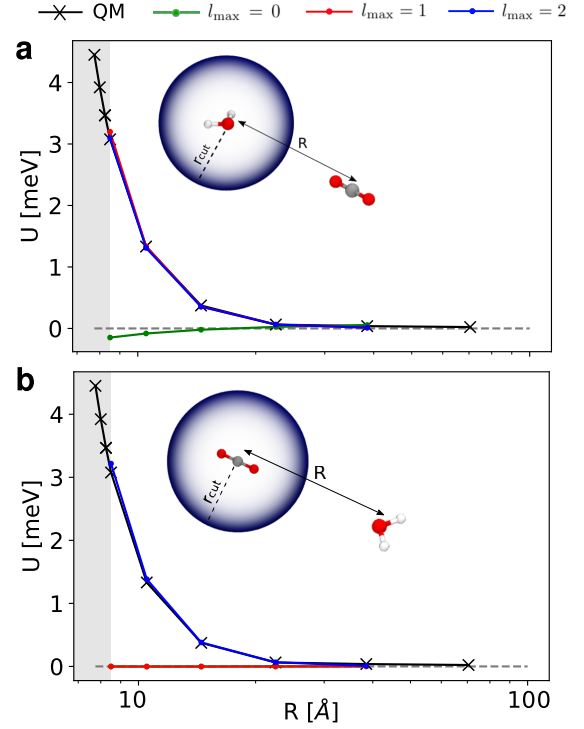 QM l_max = 0 l_max = 1 l_max = 2
a
4
3
2
1
0
U [meV]
r_cut
R
b
4
3
2
1
0
U [meV]
r_cut
R
10 100
R [Å]